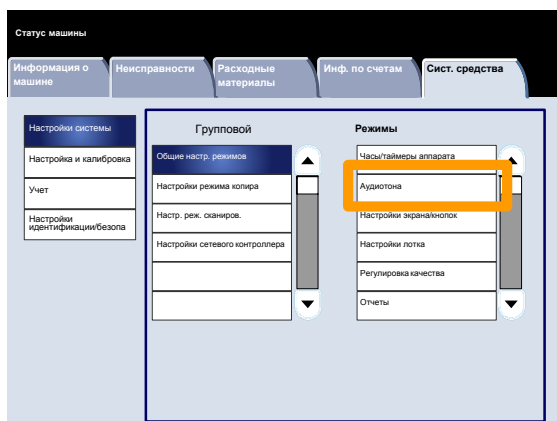 Статус машины
Информация о
машине
Неисправности
Расходные
материалы
Инф. по счетам
Сист. средства
Настройки системы
Настройка и калибровка
Учет
Настройки
идентификации/безопа
Групповой
Общие настр. режимов
Настройки режима копира
Настр. реж. сканиров.
Настройки сетевого контроллера
Режимы
Часы/таймеры аппарата
Аудиотона
Настройки экрана/кнопок
Настройки лотка
Регулировка качества
Отчеты